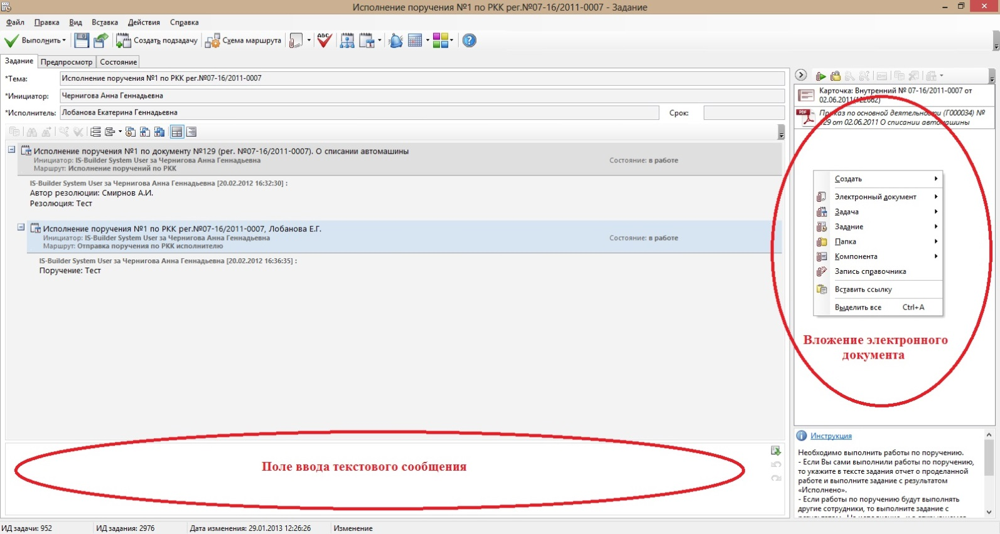 Исполнение поручения №1 по РКК рег.№07-16/2011-0007 - Задание
Файл Правка Вид Вставка Действия Справка
Выполнить Создать подзадачу Схема маршрута ABC
Задание Предпросмотр Состояние
*Тема: Исполнение поручения №1 по РКК рег.№07-16/2011-0007
*Инициатор: Чернигова Анна Геннадьевна
*Исполнитель: Лобанова Екатерина Геннадьевна Срок:
Исполнение поручения №1 по документу №129 (рег. №07-16/2011-0007). О списании автомашины
Инициатор: IS-Builder System User за Чернигова Анна Геннадьевна Состояние: в работе
Маршрут: Исполнение поручений по РКК
IS-Builder System User за Чернигова Анна Геннадьевна [20.02.2012 16:32:30] :
Автор резолюции: Смирнов А.И.
Резолюция: Тест
Исполнение поручения №1 по РКК рег.№07-16/2011-0007, Лобанова Е.Г.
Инициатор: IS-Builder System User за Чернигова Анна Геннадьевна Состояние: в работе
Маршрут: Отправка поручения по РКК исполнителю
IS-Builder System User за Чернигова Анна Геннадьевна [20.02.2012 16:36:35] :
Поручение: Тест
Поле ввода текстового сообщения
Карточка: Внутренний № 07-16/2011-0007 от
02.06.2011(122662)
PDF
Приказ по основной деятельности (Г000034) №
29 от 02.06.2011 О списании автомашины
Создать
Электронный документ
Задача
Задание
Папка
Компонента
Запись справочника
Вставить ссылку
Выделить все Ctrl+A
Вложение электронного
документа
Инструкция
Необходимо выполнить работы по поручению.
- Если Вы сами выполнили работы по поручению,
то укажите в тексте задания отчет о проделанной
работе и выполните задание с результатом
«Исполнено».
- Если работы по поручению будут выполнять
другие сотрудники, то выполните задание с
ИД задачи: 952 ИД задания: 2976 Дата изменения: 29.01.2013 12:26:26 Изменение